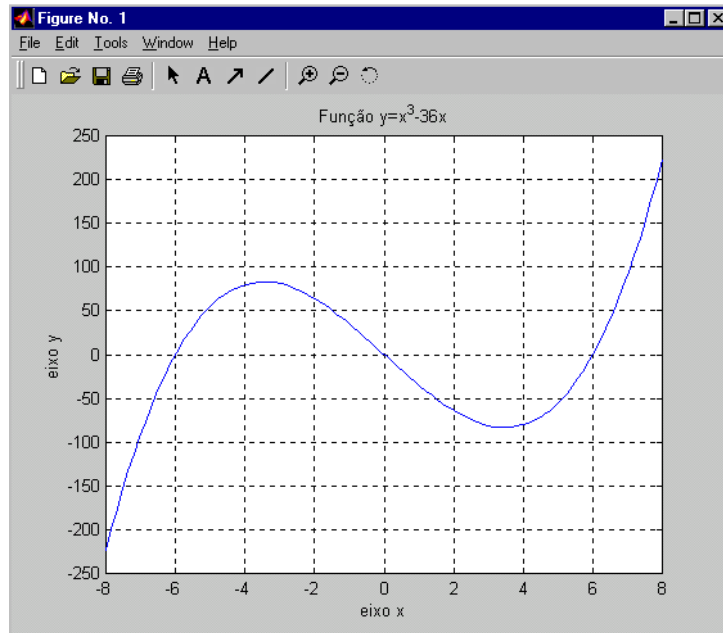 Figure No. 1
File Edit Tools Window Help
A
Função y=x³-36x
250
200
150
100
50
0
-50
-100
-150
-200
-250
eixo y
-8 -6 -4 -2 0 2 4 6 8
eixo x